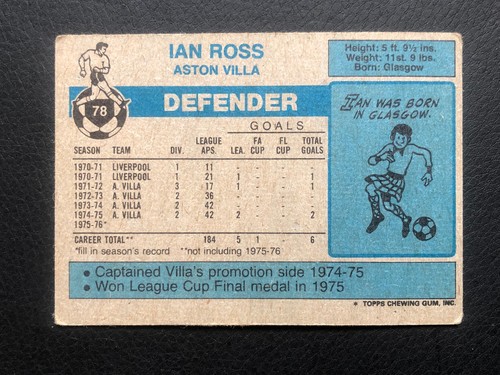 IAN ROSS
ASTON VILLA
Height: 5 ft. 9½ ins.
Weight: 11st. 9 lbs.
Born: Glasgow
78
DEFENDER
GOALS
LEAGUE FA FL TOTAL
SEASON TEAM DIV. APS. LEA. CUP CUP GOALS
1970-71 LIVERPOOL 1 11 - - - -
1970-71 LIVERPOOL 1 21 1 - - 1
1971-72 A. VILLA 3 17 1 - - 1
1972-73 A. VILLA 2 36 - - - -
1973-74 A. VILLA 2 42 - - - -
1974-75 A. VILLA 2 42 2 - - 2
1975-76*
CAREER TOTAL** 184 5 1 - 6
*fill in season's record **not including 1975-76
IAN WAS BORN
IN GLASGOW.
• Captained Villa's promotion side 1974-75
• Won League Cup Final medal in 1975
* TOPPS CHEWING GUM, INC.